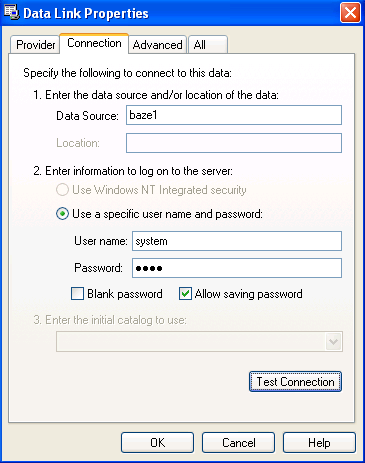 Data Link Properties
Provider Connection Advanced All
Specify the following to connect to this data:
1. Enter the data source and/or location of the data:
Data Source: baze1
Location:
2. Enter information to log on to the server:
Use Windows NT Integrated security
Use a specific user name and password:
User name: system
Password: ●●●●
Blank password Allow saving password
3. Enter the initial catalog to use:
Test Connection
OK Cancel Help